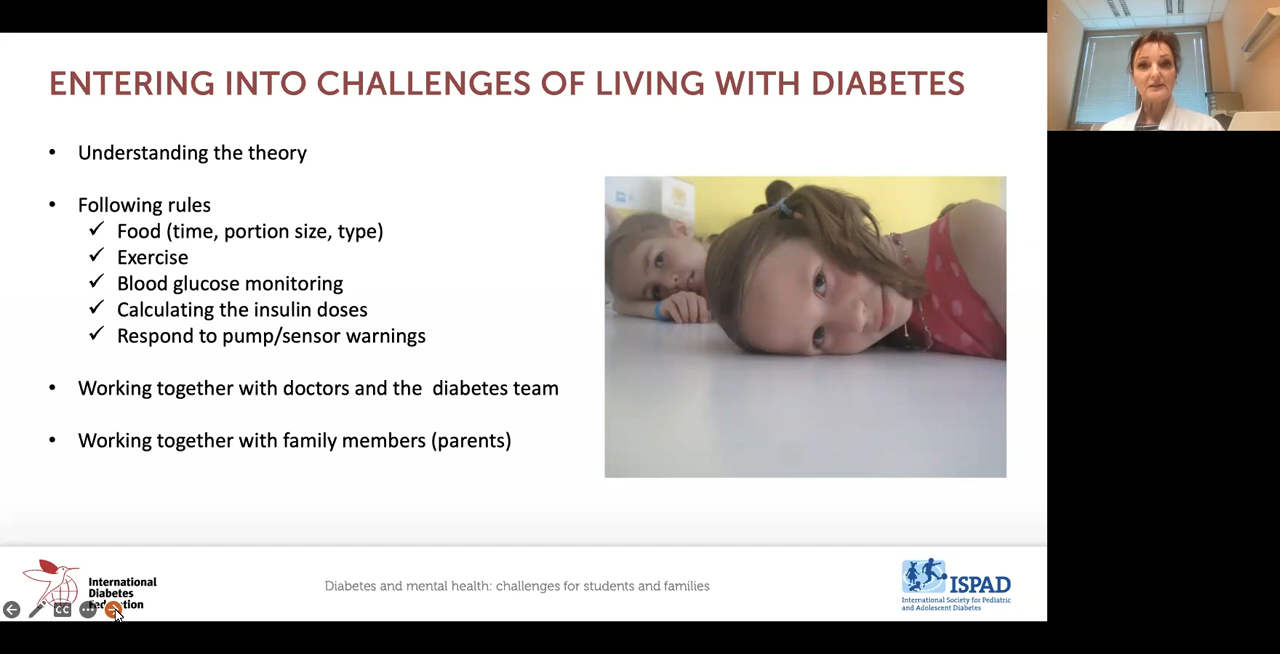 ENTERING INTO CHALLENGES OF LIVING WITH DIABETES
• Understanding the theory
• Following rules
✓ Food (time, portion size, type)
✓ Exercise
✓ Blood glucose monitoring
✓ Calculating the insulin doses
✓ Respond to pump/sensor warnings
• Working together with doctors and the diabetes team
• Working together with family members (parents)
International
Diabetes
Diabetes and mental health: challenges for students and families
CC
ISPAD
International Society for Pediatric
and Adolescent Diabetes